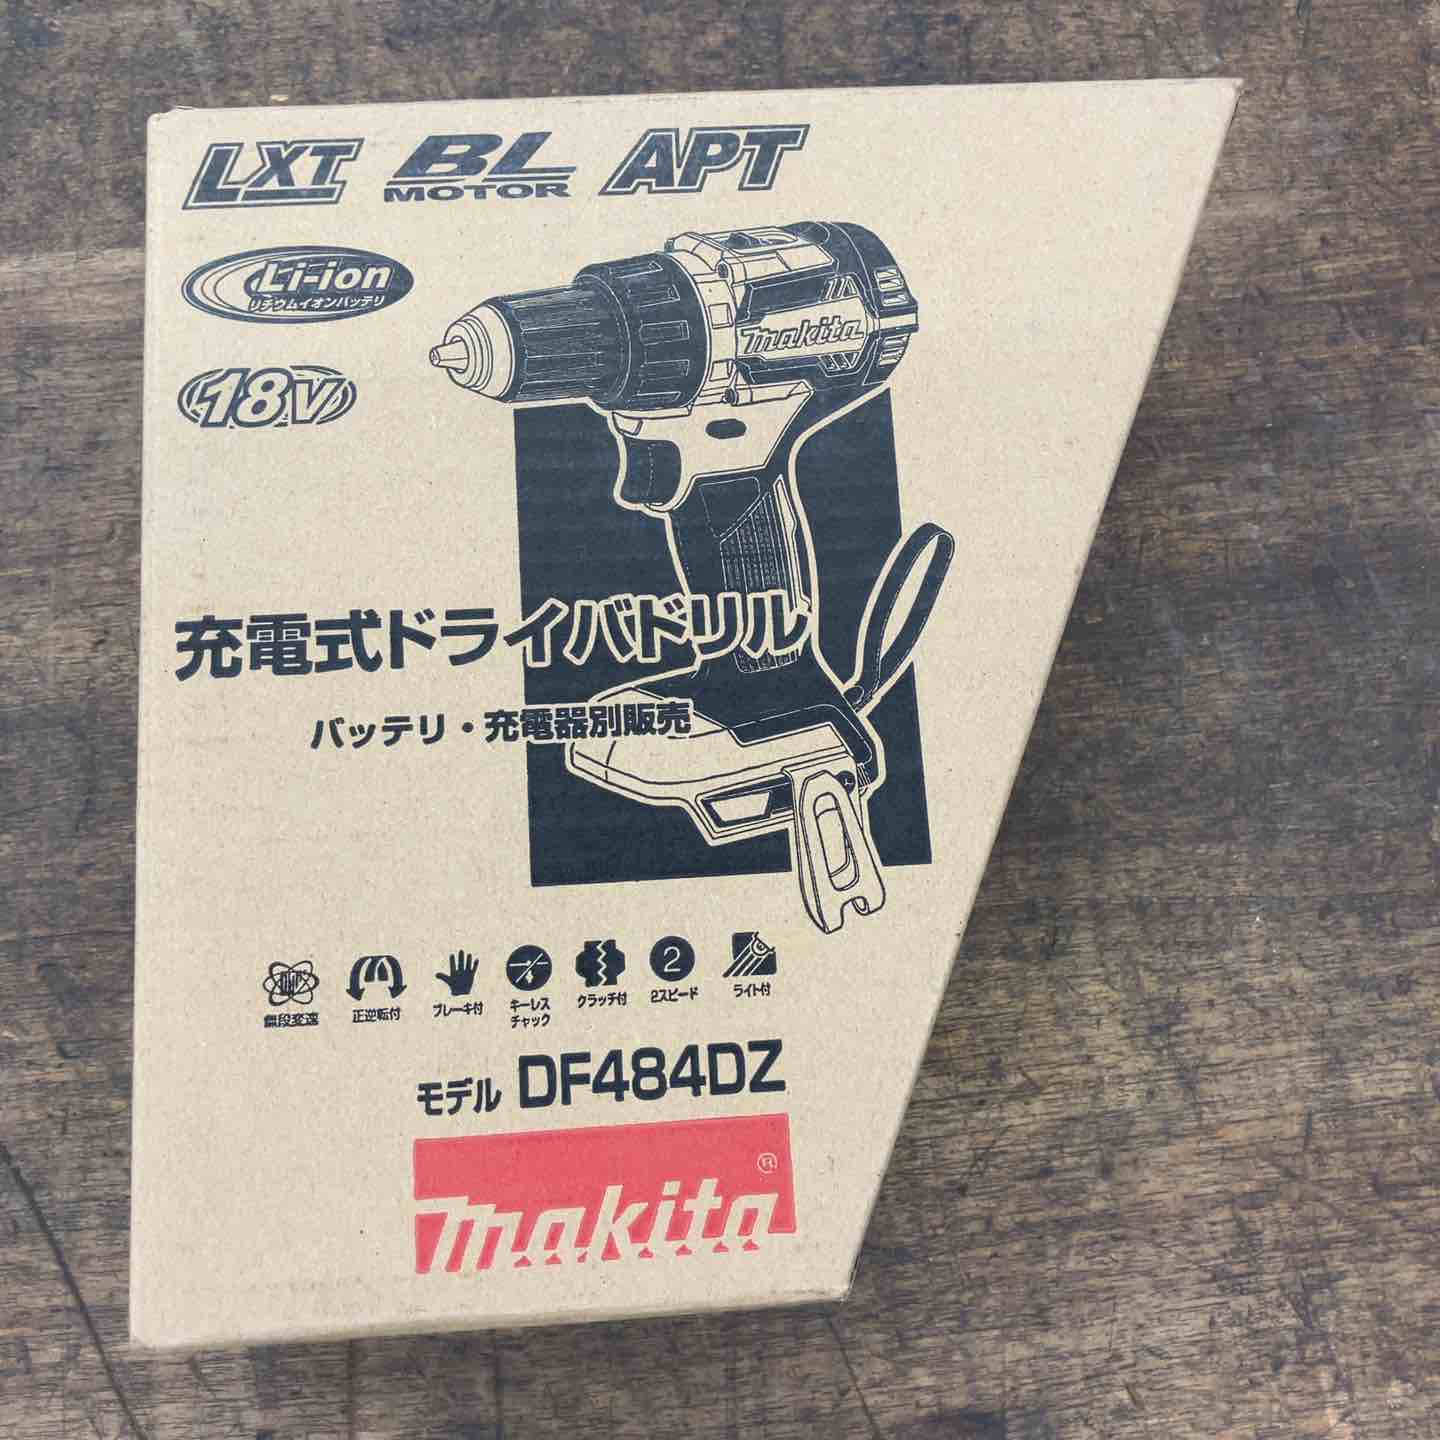 LXT BL MOTOR APT
Li-ion
リチウムイオンバッテリ
18V
makita
充電式ドライバドリル
バッテリ・充電器別販売
無段変速 正逆転付 ブレーキ付 キーレスチャック クラッチ付 2 2スピード ライト付
モデル DF484DZ
makita®